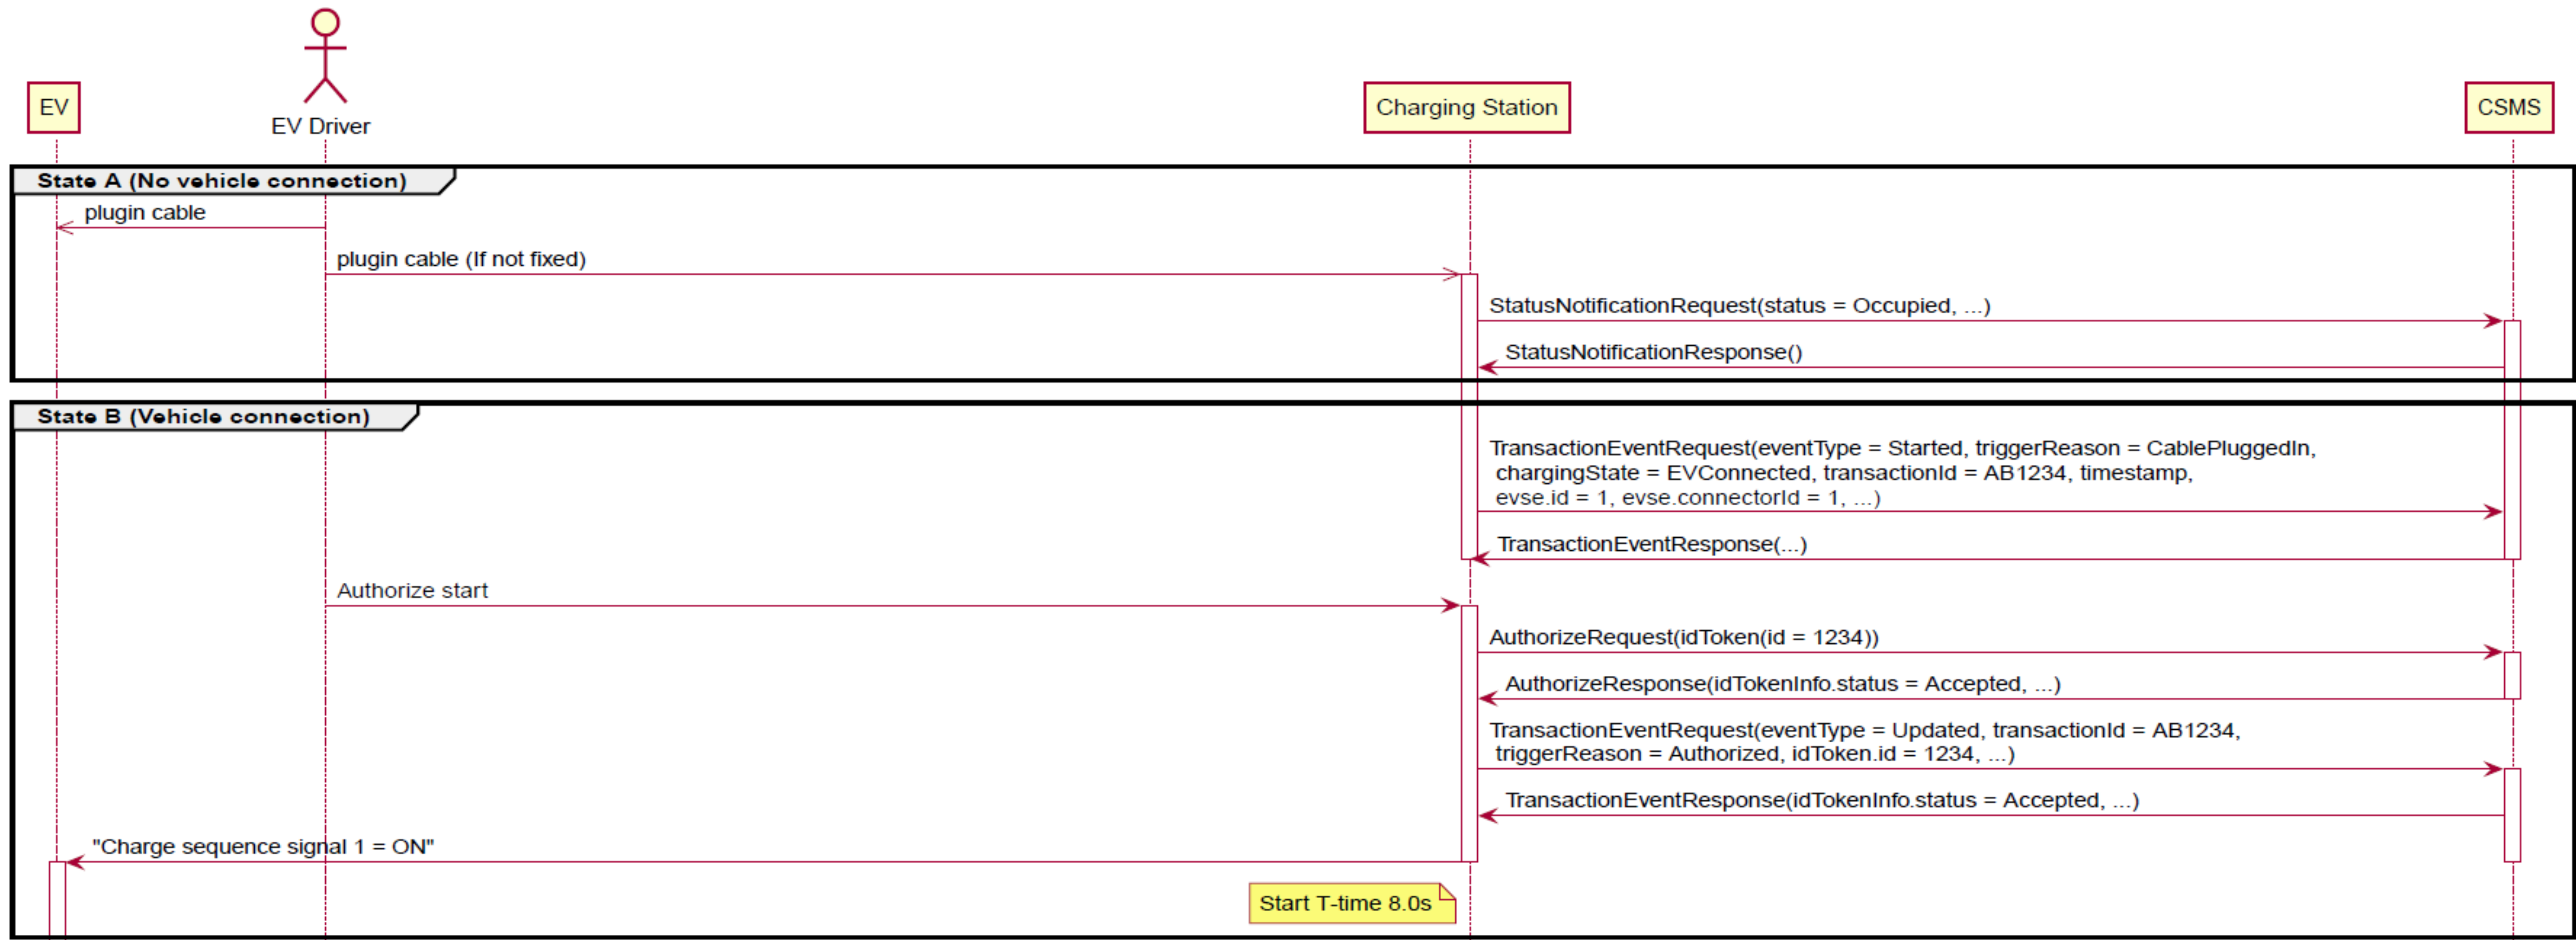 EV
EV Driver
Charging Station
CSMS
State A (No vehicle connection)
plugin cable
plugin cable (If not fixed)
StatusNotificationRequest(status = Occupied, ...)
StatusNotificationResponse()
State B (Vehicle connection)
TransactionEventRequest(eventType = Started, triggerReason = CablePluggedIn,
chargingState = EVConnected, transactionId = AB1234, timestamp,
evse.id = 1, evse.connectorId = 1, ...)
TransactionEventResponse(...)
Authorize start
AuthorizeRequest(idToken(id = 1234))
AuthorizeResponse(idTokenInfo.status = Accepted, ...)
TransactionEventRequest(eventType = Updated, transactionId = AB1234,
triggerReason = Authorized, idToken.id = 1234, ...)
TransactionEventResponse(idTokenInfo.status = Accepted, ...)
"Charge sequence signal 1 = ON"
Start T-time 8.0s